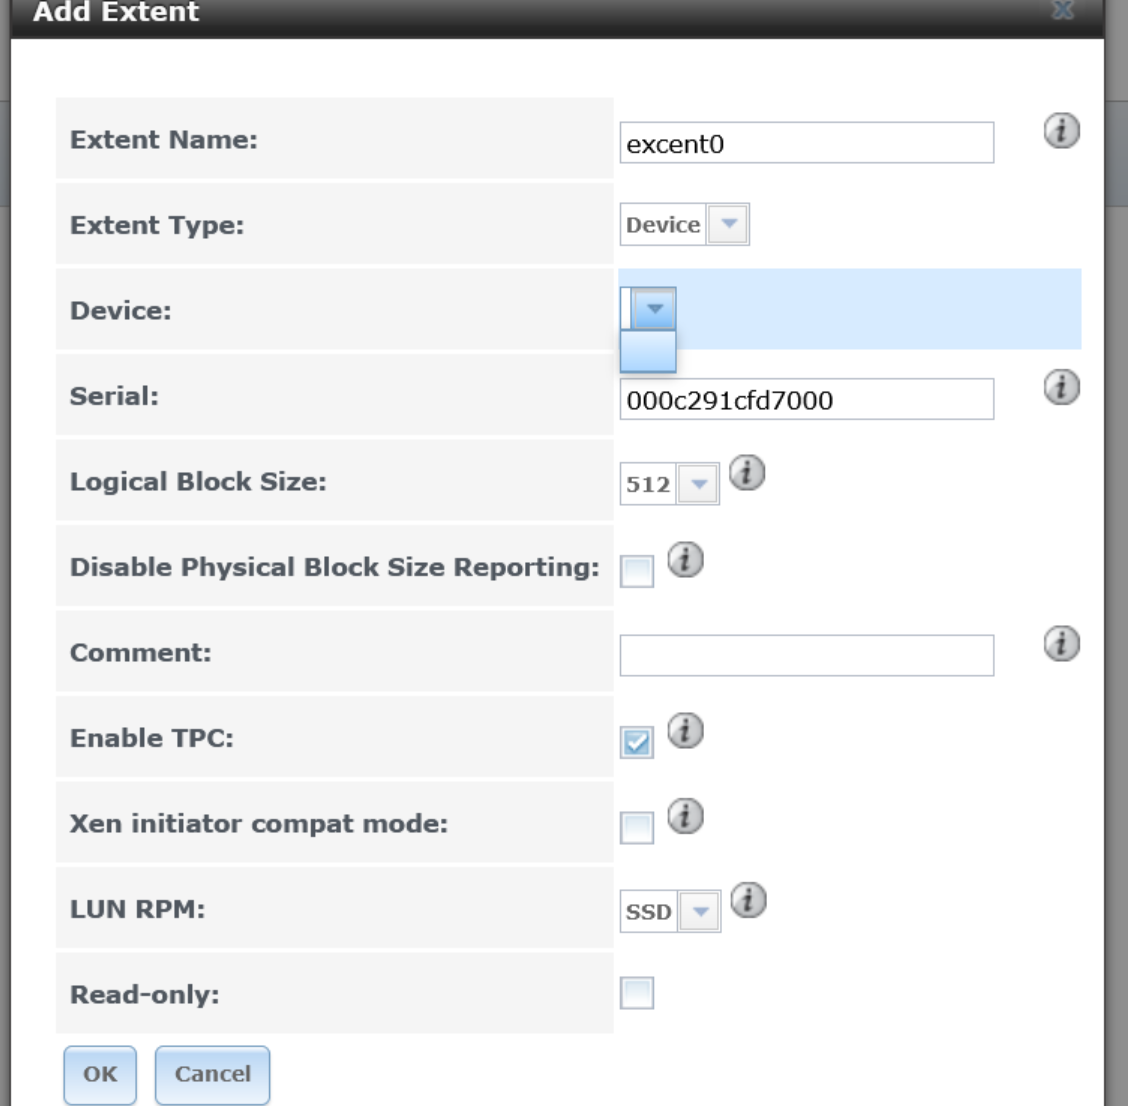 Add Extent
X
Extent Name:
excent0
i
Extent Type:
Device
Device:
Serial:
000c291cfd7000
i
Logical Block Size:
512
i
Disable Physical Block Size Reporting:
i
Comment:
i
Enable TPC:
i
Xen initiator compat mode:
i
LUN RPM:
SSD
i
Read-only:
OK
Cancel